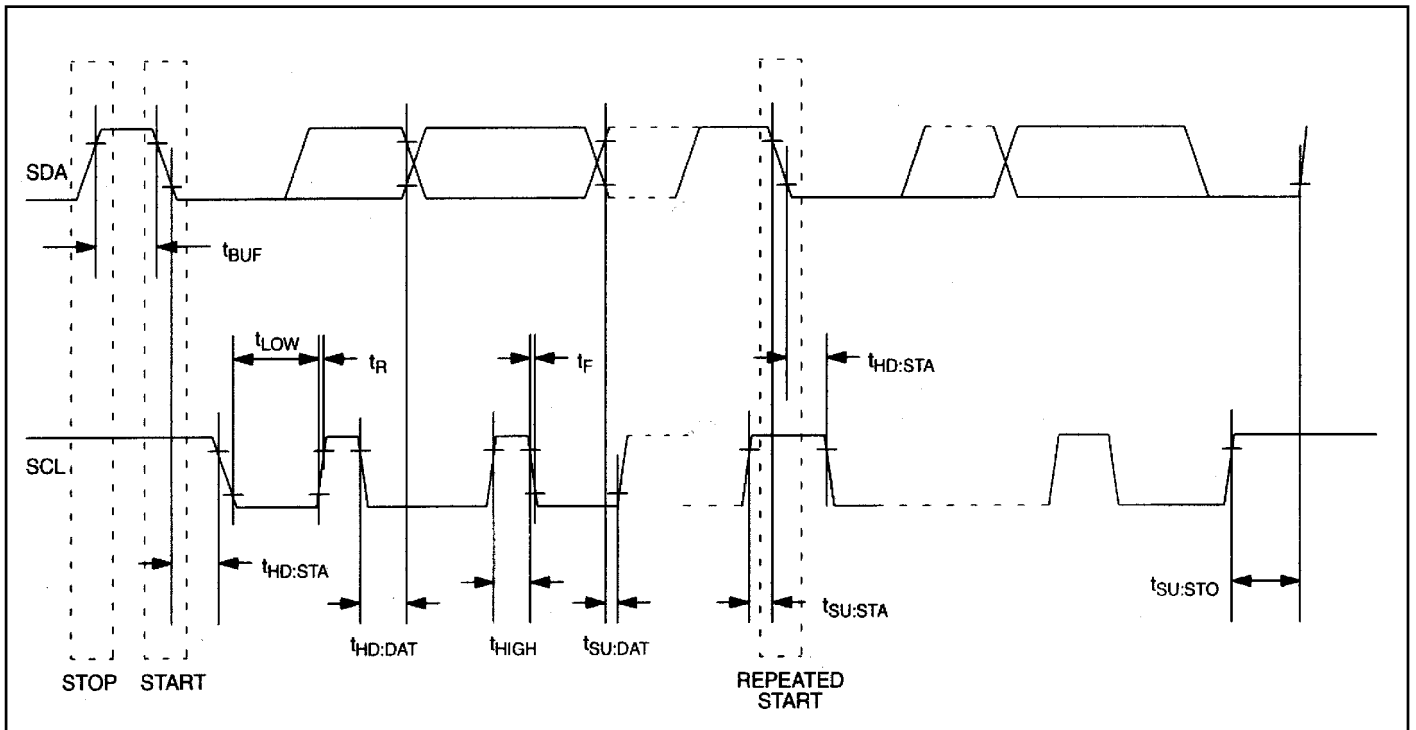 SDA
tBUF
tLOW
tR
tF
tHD:STA
SCL
tHD:STA
tHD:DAT
tHIGH
tSU:DAT
tSU:STA
tSU:STO
STOP
START
REPEATED
START